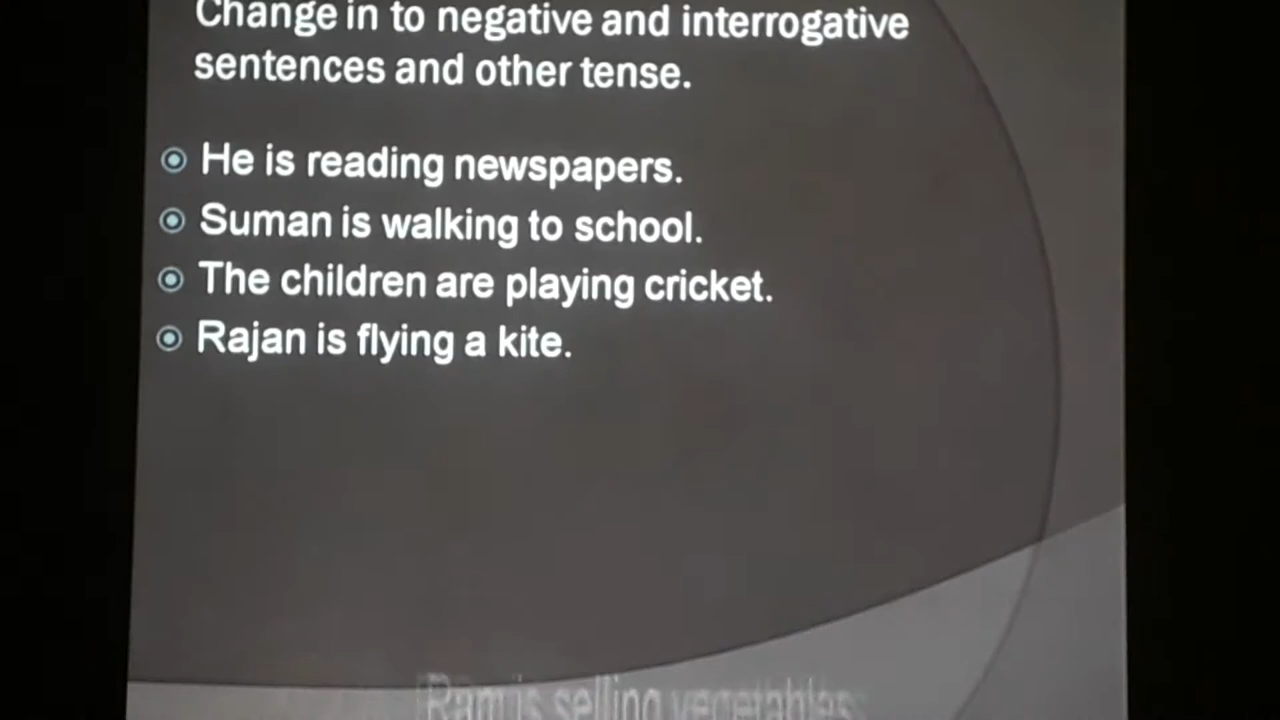 Change in to negative and interrogative
sentences and other tense.
He is reading newspapers.
Suman is walking to school.
The children are playing cricket.
Rajan is flying a kite.
Ram is selling vegetables.